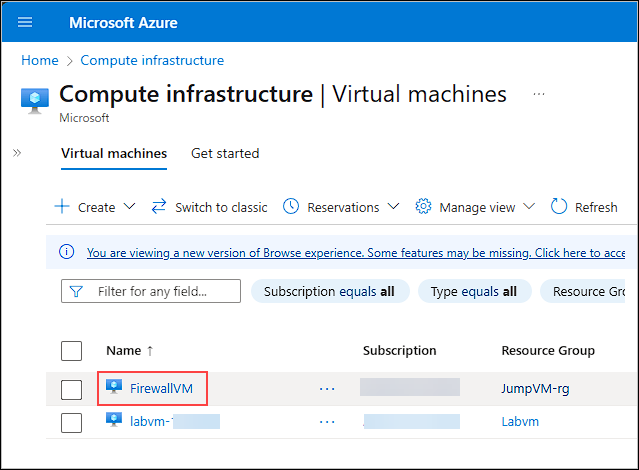 Microsoft Azure
Home > Compute infrastructure
Compute infrastructure | Virtual machines ...
Microsoft
Virtual machines Get started
Create Switch to classic Reservations Manage view Refresh
You are viewing a new version of Browse experience. Some features may be missing. Click here to acce
Filter for any field... Subscription equals all Type equals all Resource Gro
Name ↑ Subscription Resource Group
FirewallVM ... JumpVM-rg
labvm- ... Labvm